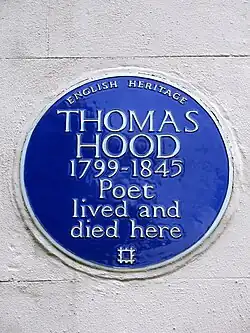 ENGLISH HERITAGE
THOMAS
HOOD
1799-1845
Poet
lived and
died here